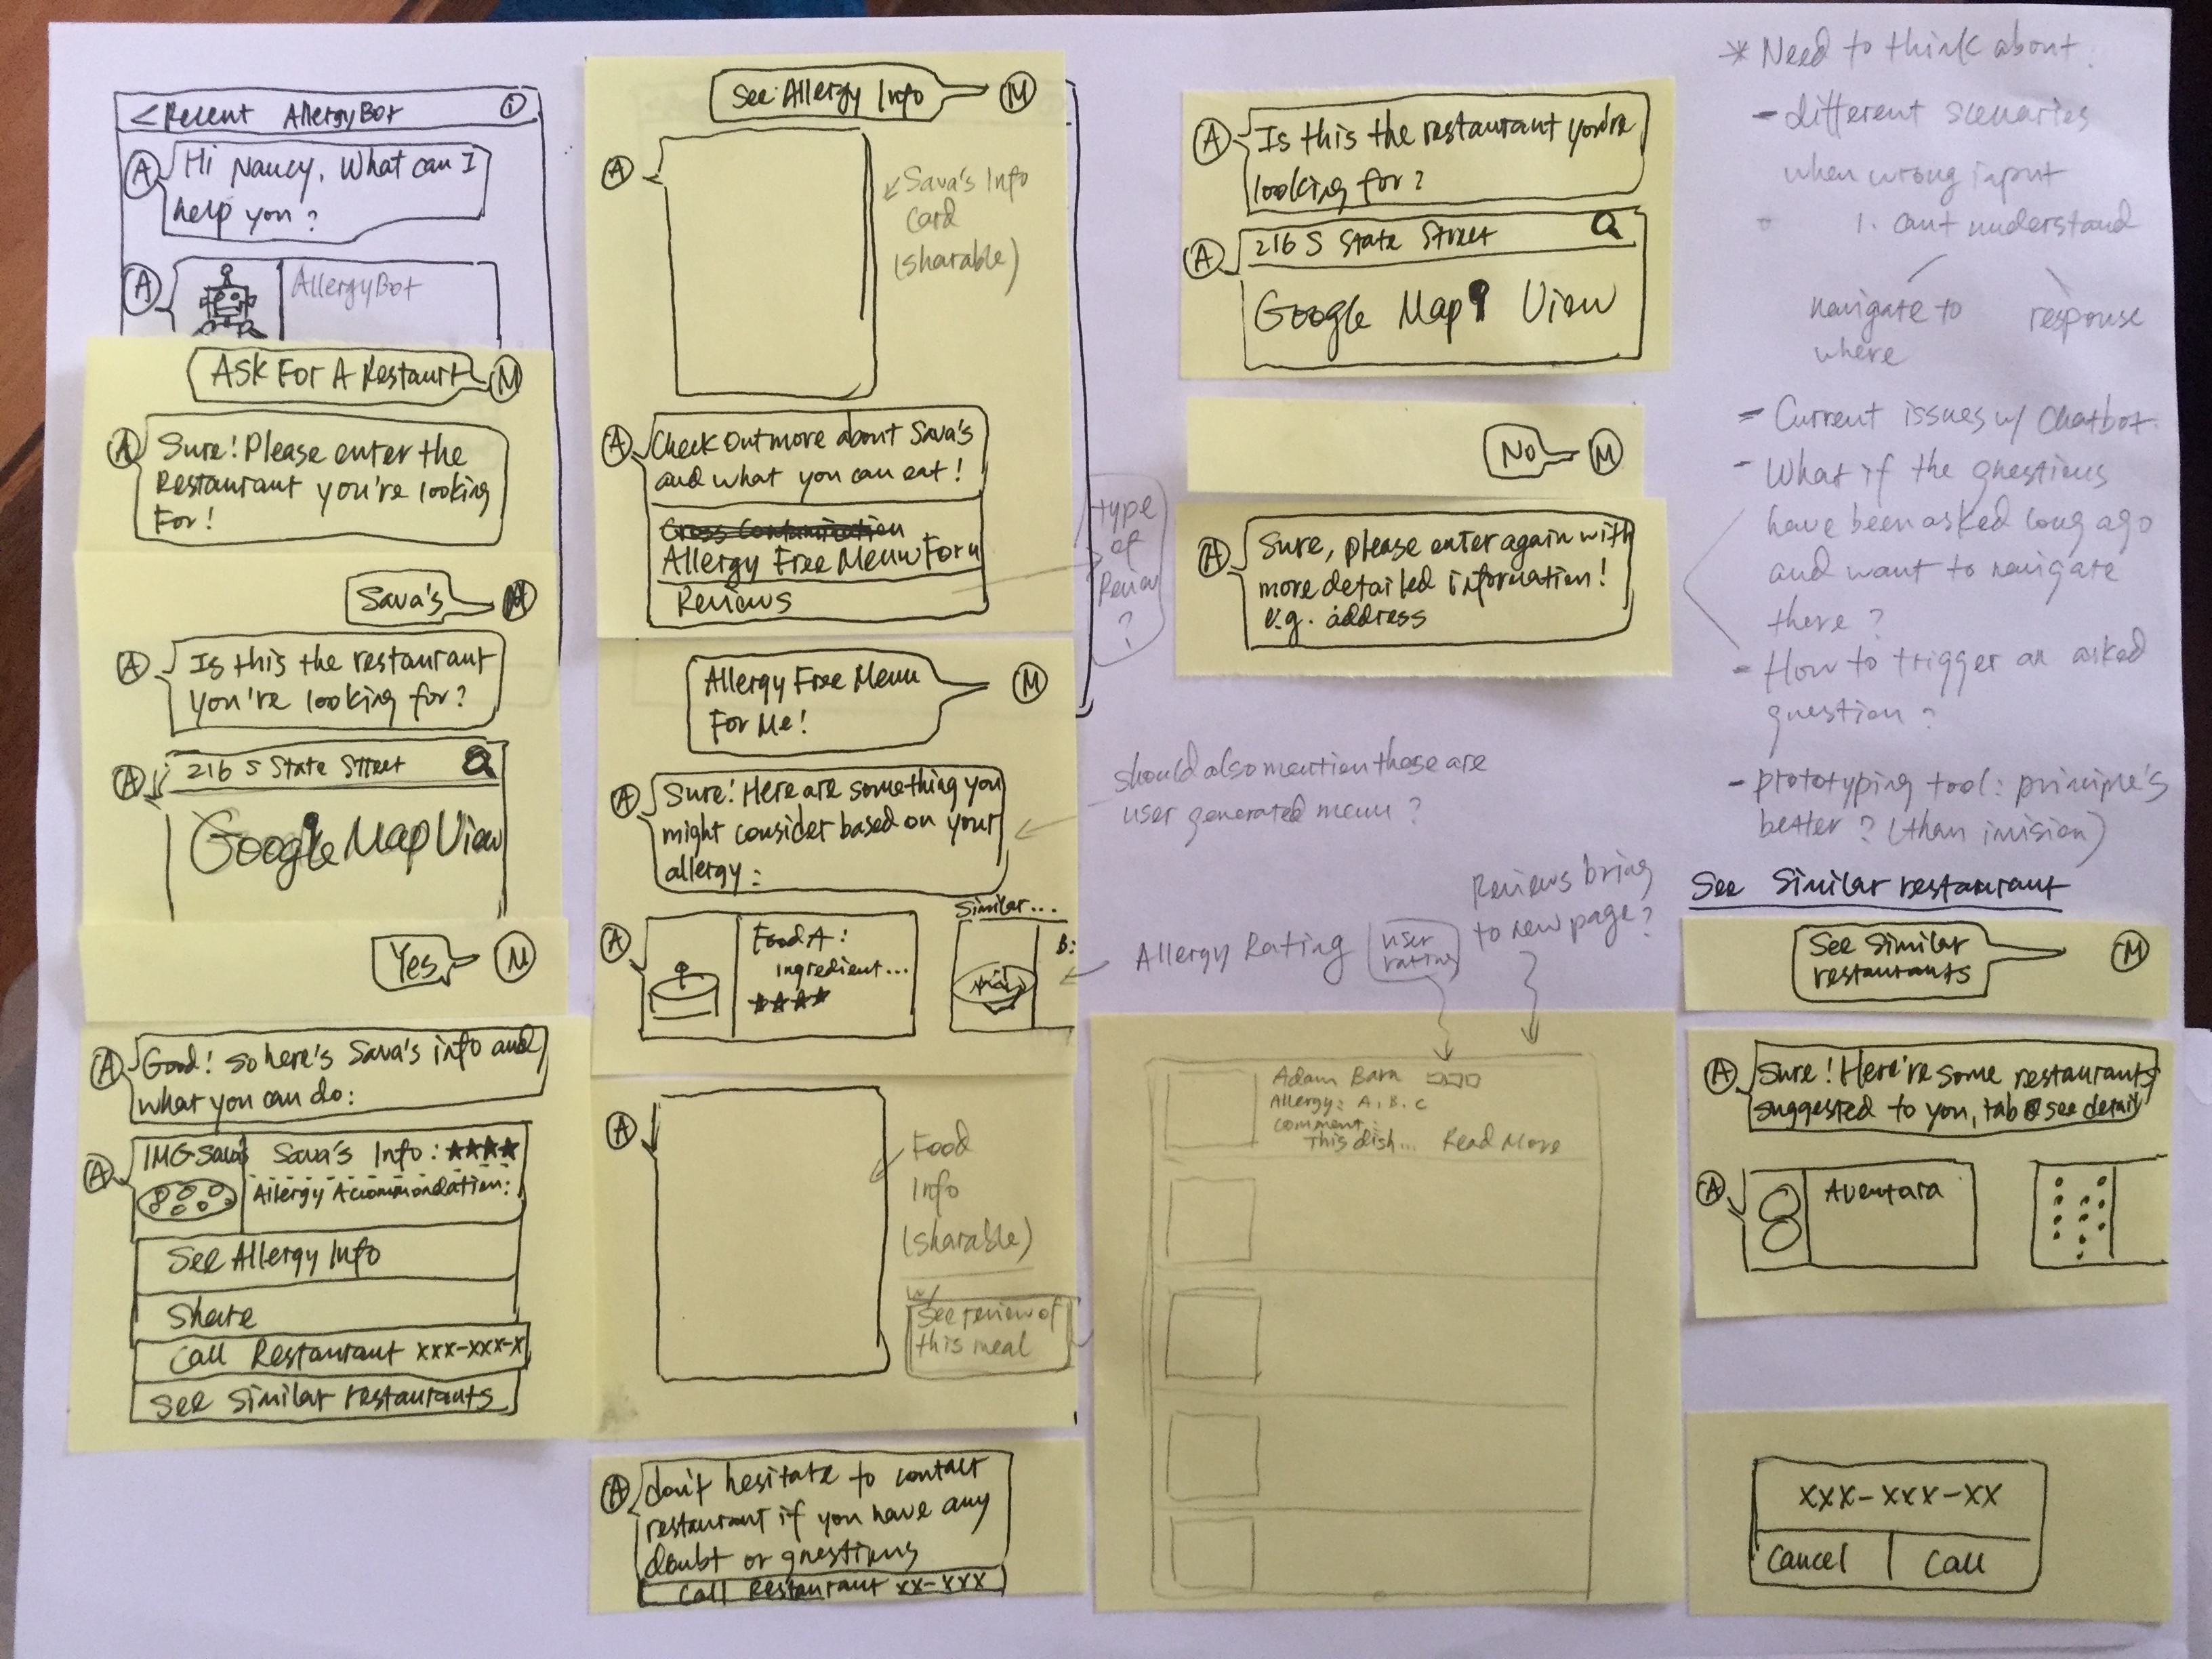 < Recent AllergyBot i
A
Hi Nancy. What can I
help you?
A
AllergyBot
ASK FOR A Restaurt
M
A
Sure! Please enter the
Restaurant you're looking
For!
Sava's
M
A
Is this the restaurant
you're looking for?
A
216 S State Street
Google Map View
Yes
M
A
Good! So here's Sava's info and
what you can do:
A
IMG Sava's
Sava's Info: ★★★★
Allergy Accommondation:
See Allergy Info
Share
Call Restaurant xxx-xxx-x
See Similar restaurants
See Allergy Info
M
A
Sava's Info
Card
(sharable)
A
Check Out more about Sava's
and what you can eat!
Cross Contamination
Allergy Free Menu For u
Reviews
type
of
Review
?
Allergy Free Menu
For Me!
M
A
Sure! Here are something you
might consider based on your
allergy:
should also mention these are
user generated menu?
A
Food A:
ingredient...
★★★★
Similar...
B:
Allergy Rating
user
rating
Reviews bring
to new page?
A
Food
Info
(sharable)
w/
See review of
this meal
A
don't hesitate to contact
restaurant if you have any
doubt or questions
Call Restaurant xx-xxx
A
Is this the restaurant you're
looking for?
A
216 S State Street
Google Map View
No
M
A
Sure, please enter again with
more detailed information!
e.g. address
Adam Bara
Allergy: A, B, C
comment:
This dish... Read More
* Need to think about:
- different scenaries
when wrong input
1. can't understand
navigate to
where
response
- Current issues w/ Chatbot.
- What if the questions
have been asked long ago
and want to navigate
there?
- How to trigger an asked
question?
- prototyping tool: principle's
better? (than invision)
See Similar restaurant
See Similar
restaurants
M
A
Sure! Here're some restaurants
suggested to you, tab see detail
A
Aventara
xxx-xxx-xx
Cancel
Call